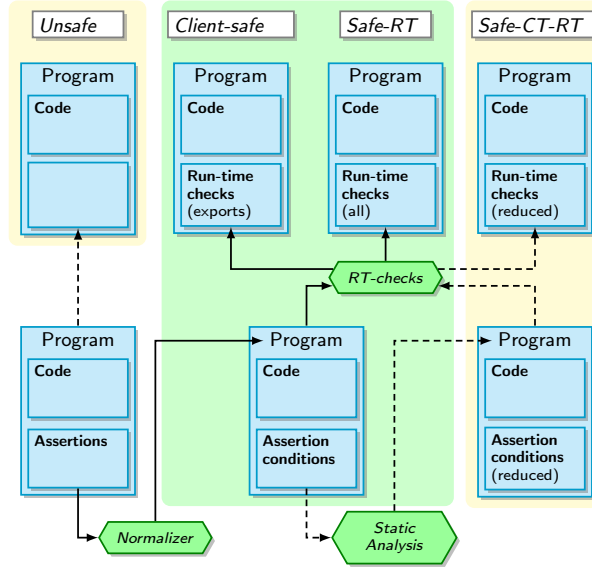 Unsafe
Client-safe
Safe-RT
Safe-CT-RT
Program
Code
Program
Code
Run-time
checks
(exports)
Program
Code
Run-time
checks
(all)
Program
Code
Run-time
checks
(reduced)
RT-checks
Program
Code
Assertions
Program
Code
Assertion
conditions
Program
Code
Assertion
conditions
(reduced)
Normalizer
Static
Analysis